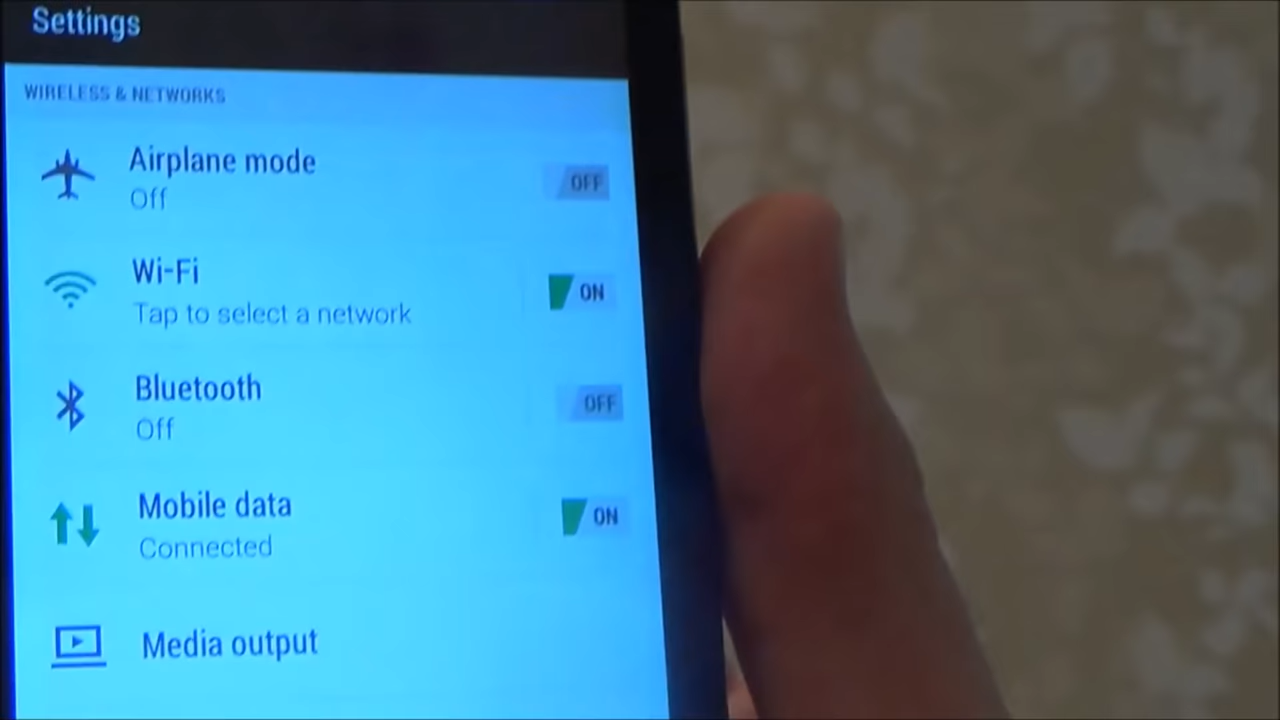 Settings
WIRELESS & NETWORKS
Airplane mode
Off
OFF
Wi-Fi
Tap to select a network
ON
Bluetooth
Off
OFF
Mobile data
Connected
ON
Media output